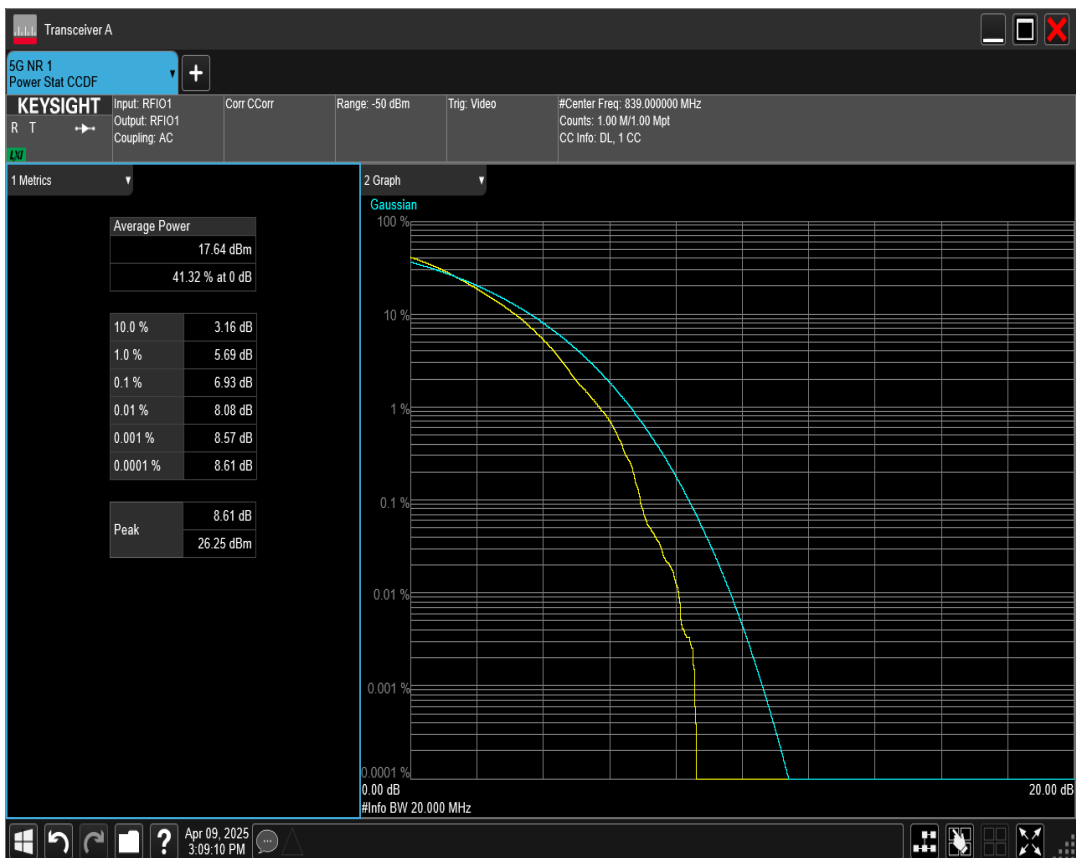 Transceiver A
5G NR 1
Power Stat CCDF
+
KEYSIGHT
R T
LXI
Input: RFIO1
Output: RFIO1
Coupling: AC
Corr CCorr
Range: -50 dBm
Trig: Video
#Center Freq: 839.000000 MHz
Counts: 1.00 M/1.00 Mpt
CC Info: DL, 1 CC
1 Metrics
Average Power
17.64 dBm
41.32 % at 0 dB
10.0 % 3.16 dB
1.0 % 5.69 dB
0.1 % 6.93 dB
0.01 % 8.08 dB
0.001 % 8.57 dB
0.0001 % 8.61 dB
Peak
8.61 dB
26.25 dBm
2 Graph
Gaussian
100 %
10 %
1 %
0.1 %
0.01 %
0.001 %
0.0001 %
0.00 dB 20.00 dB
#Info BW 20.000 MHz
?
Apr 09, 2025
3:09:10 PM